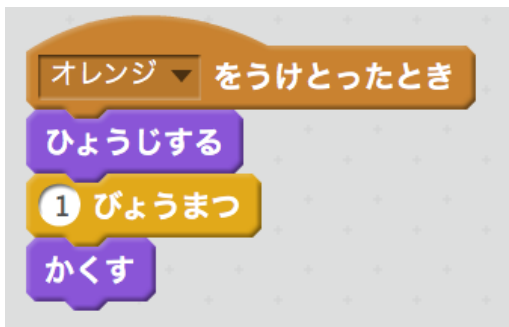 オレンジ をうけとったとき
ひょうじする
1 びょうまつ
かくす